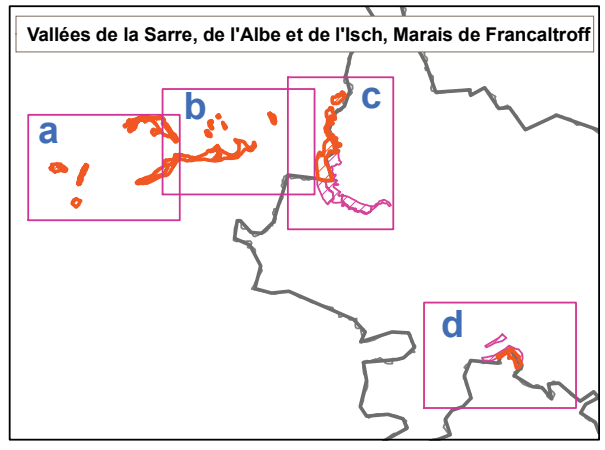 Vallées de la Sarre, de l'Albe et de l'Isch, Marais de Francaltroff
a
b
c
d